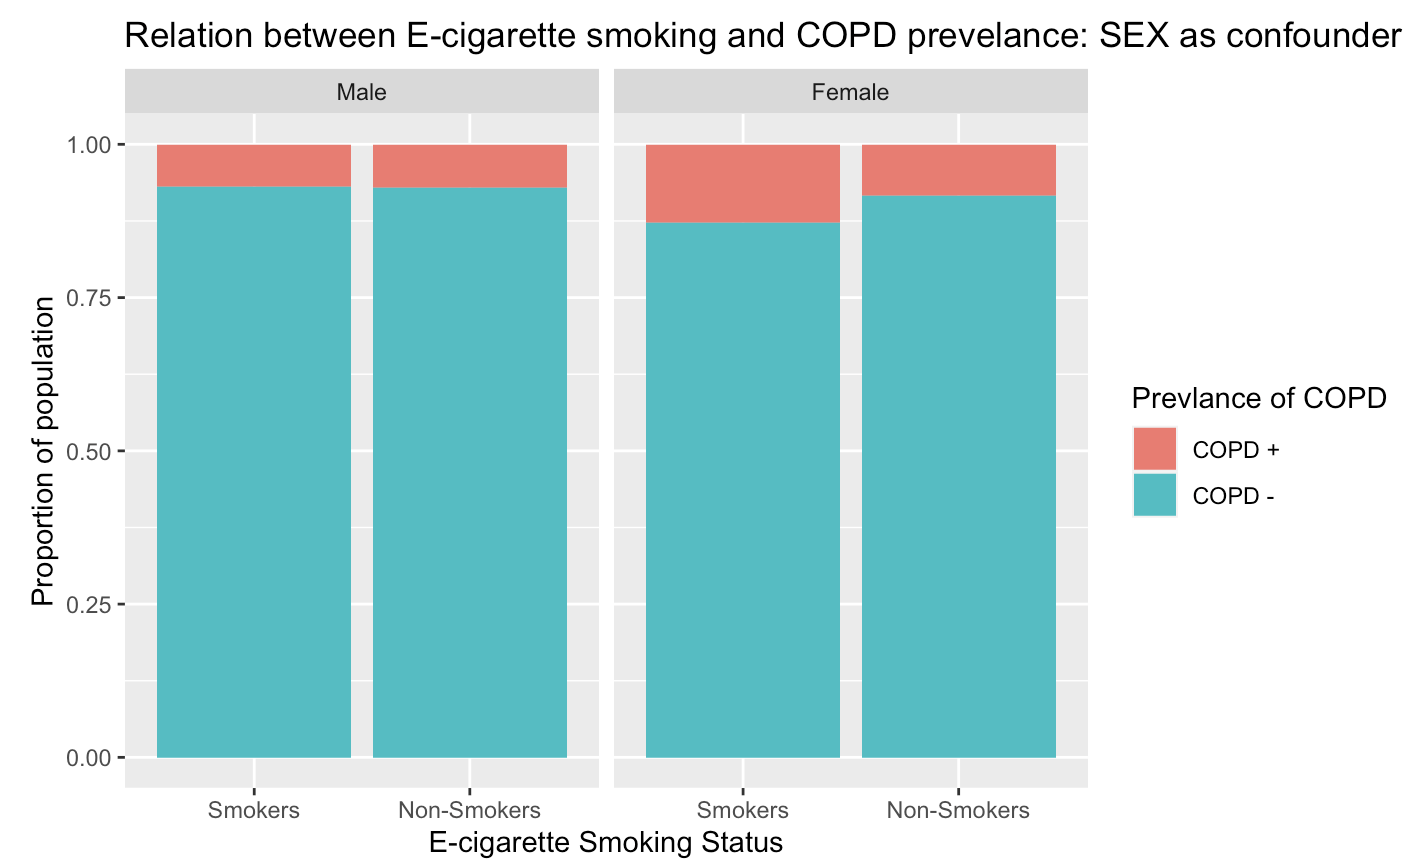 Relation between E-cigarette smoking and COPD prevelance: SEX as confounder
Male
Female
Proportion of population
1.00
0.75
0.50
0.25
0.00
Smokers
Non-Smokers
Smokers
Non-Smokers
E-cigarette Smoking Status
Prevlance of COPD
COPD +
COPD -